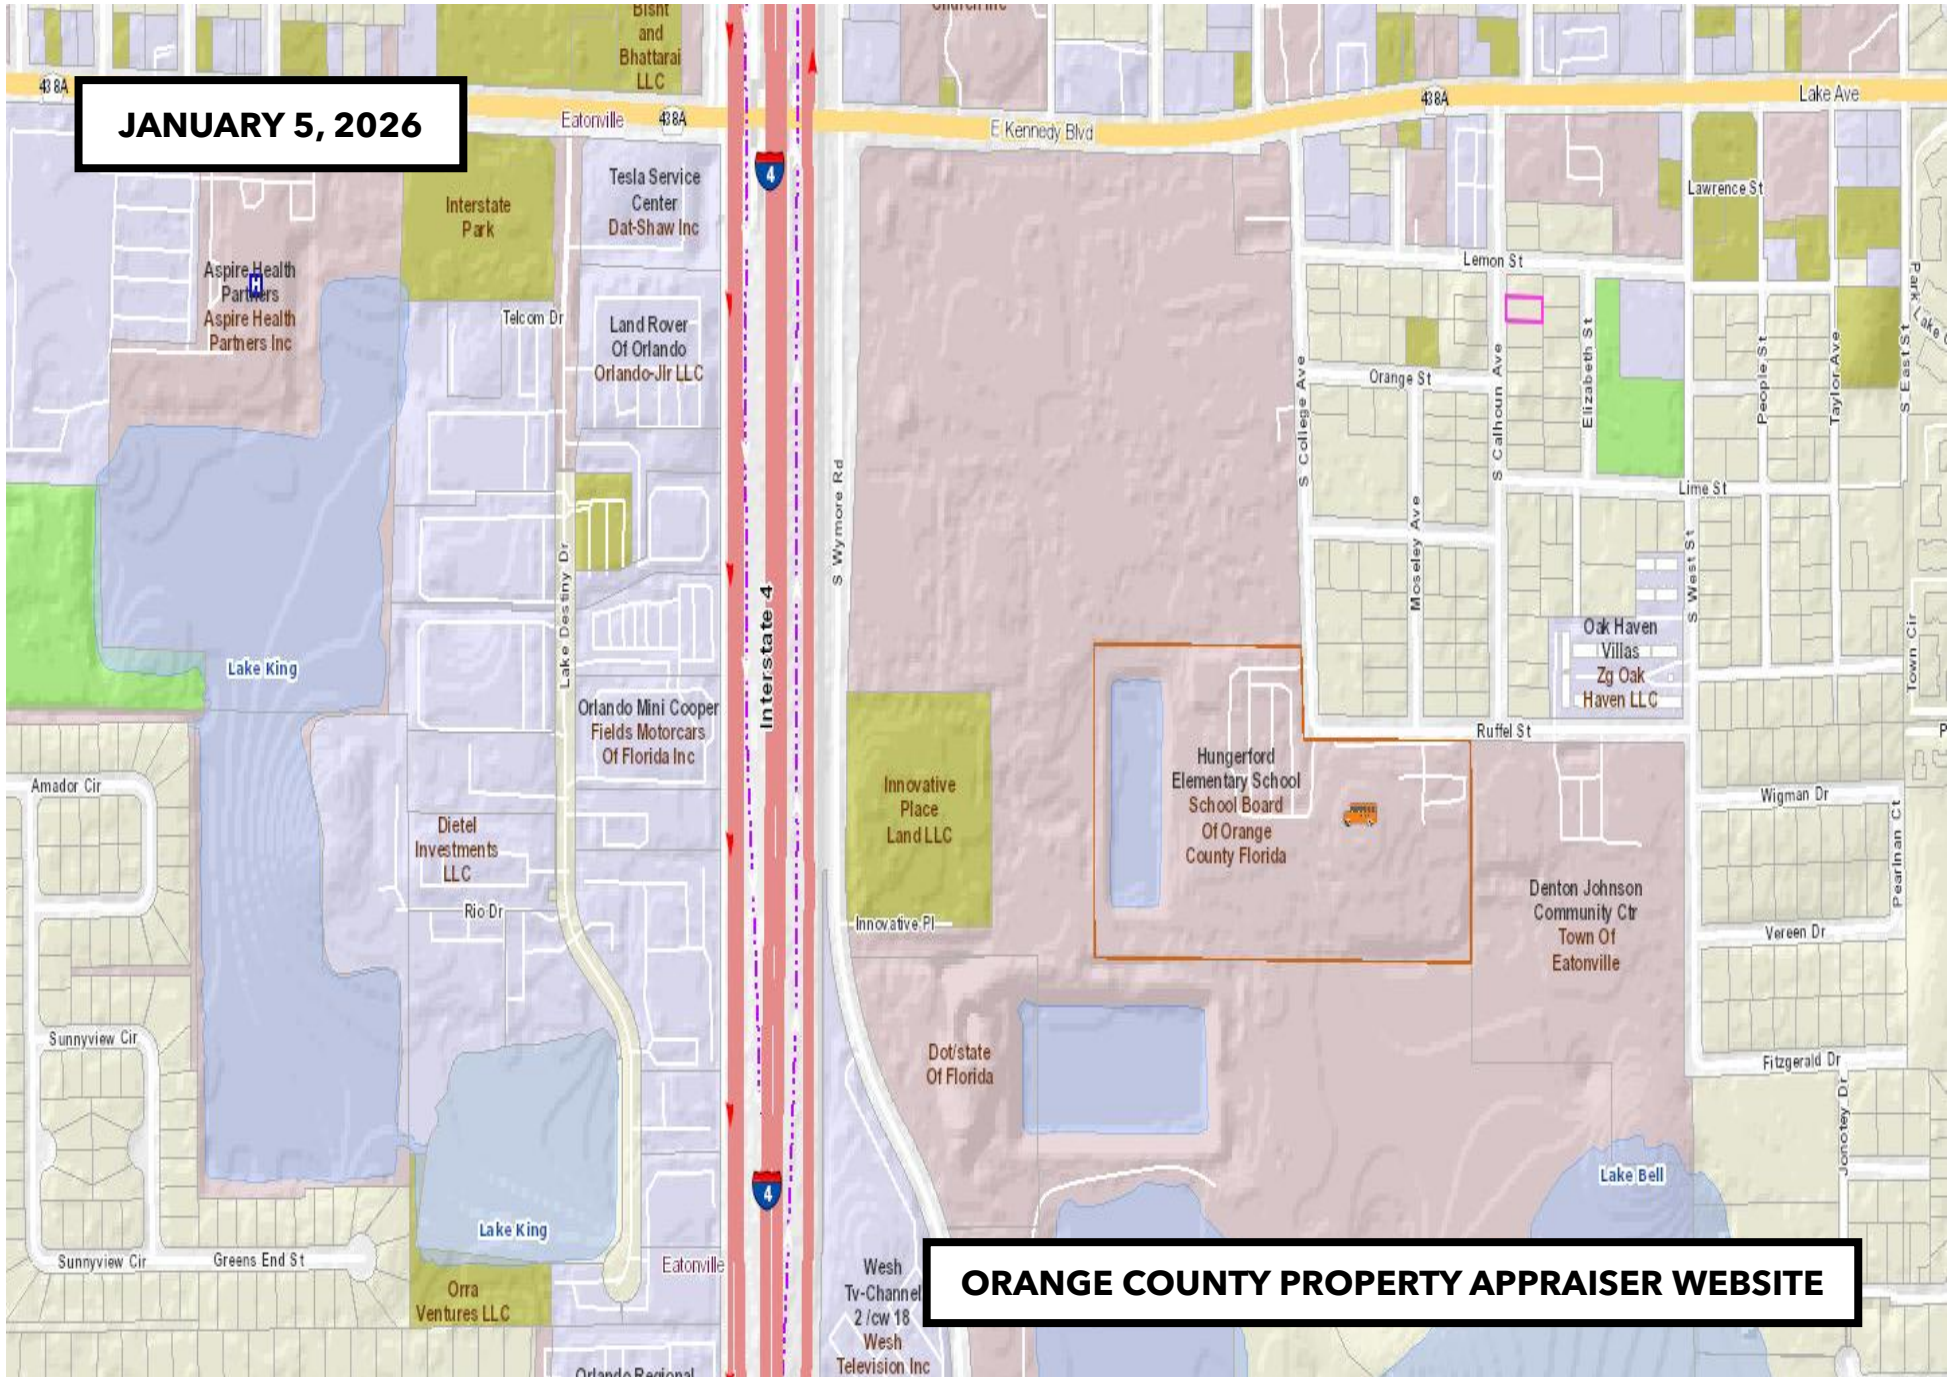 Bisht
and
Bhattarai
LLC
Church Inc
438A
JANUARY 5, 2026
Eatonville
438A
E Kennedy Blvd
438A
Lake Ave
4
Interstate
Park
Tesla Service
Center
Dat-Shaw Inc
Lawrence St
Lemon St
Aspire Health
Partners
Aspire Health
Partners Inc
H
Telcom Dr
Land Rover
Of Orlando
Orlando-Jlr LLC
Orange St
S College Ave
S Calhoun Ave
Elizabeth St
People St
Taylor Ave
S East St
Park Lake
S Wymore Rd
Lake Destiny Dr
Interstate 4
Moseley Ave
Lime St
S West St
Oak Haven
Villas
Zg Oak
Haven LLC
Town Cir
Lake King
Orlando Mini Cooper
Fields Motorcars
Of Florida Inc
Ruffel St
P
Amador Cir
Innovative
Place
Land LLC
Hungerford
Elementary School
School Board
Of Orange
County Florida
Wigman Dr
Dietel
Investments
LLC
Rio Dr
Innovative Pl
Denton Johnson
Community Ctr
Town Of
Eatonville
Vereen Dr
Sunnyview Cir
Dot/state
Of Florida
Fitzgerald Dr
Jonotey Dr
Lake Bell
4
Lake King
Sunnyview Cir
Greens End St
Eatonville
Orra
Ventures LLC
Wesh
Tv-Channel
2 /cw 18
Wesh
Television Inc
ORANGE COUNTY PROPERTY APPRAISER WEBSITE
Orlando Regional